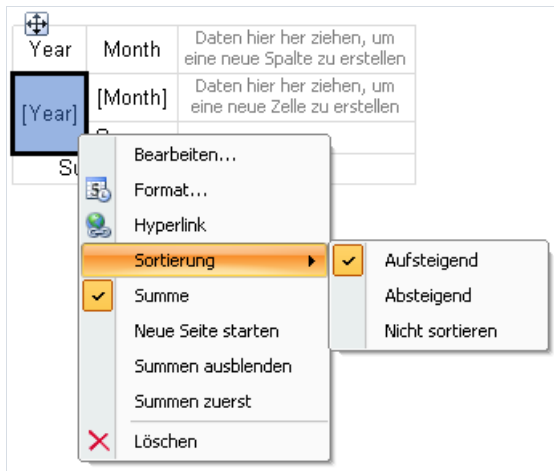 Year
Month
Daten hier her ziehen, um
eine neue Spalte zu erstellen
[Year]
[Month]
Daten hier her ziehen, um
eine neue Zelle zu erstellen
Bearbeiten...
Format...
Hyperlink
Sortierung
Aufsteigend
Summe
Absteigend
Neue Seite starten
Nicht sortieren
Summen ausblenden
Summen zuerst
Löschen